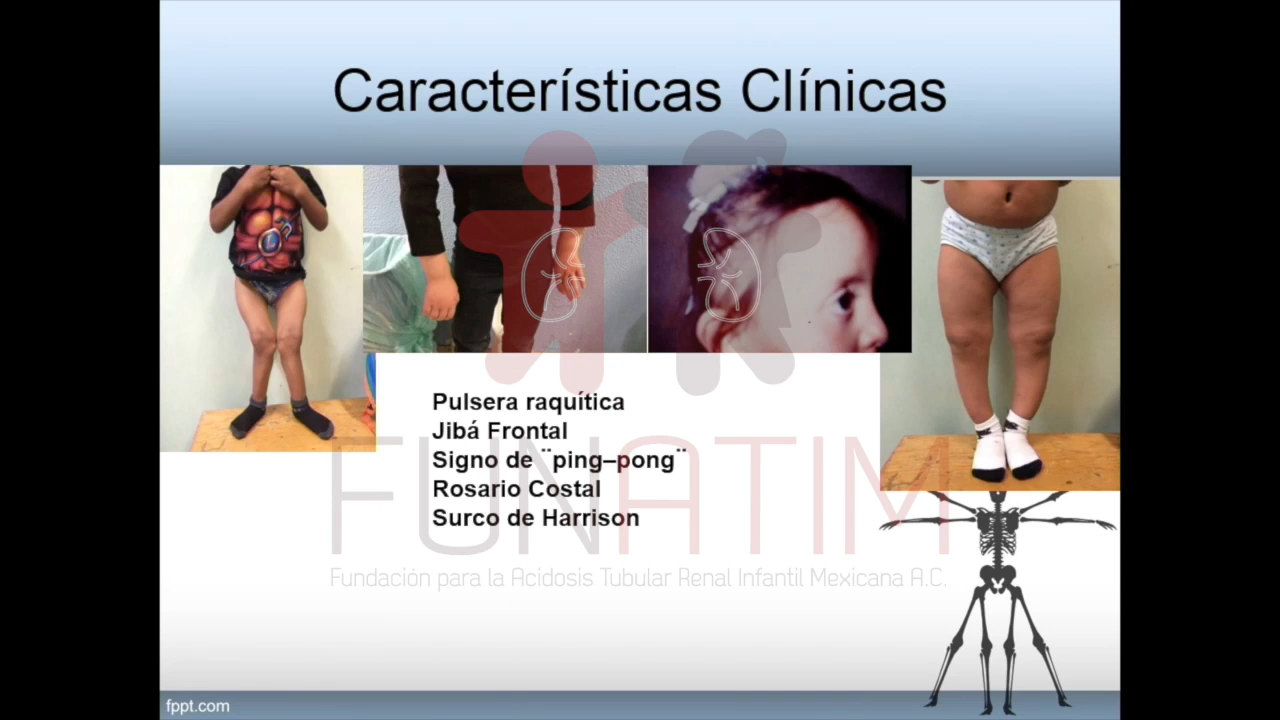 Características Clínicas
Pulsera raquítica
Jibá Frontal
Signo de ¨ping–pong¨
Rosario Costal
Surco de Harrison
FUNATIM
Fundación para la Acidosis Tubular Renal Infantil Mexicana A.C.
fppt.com